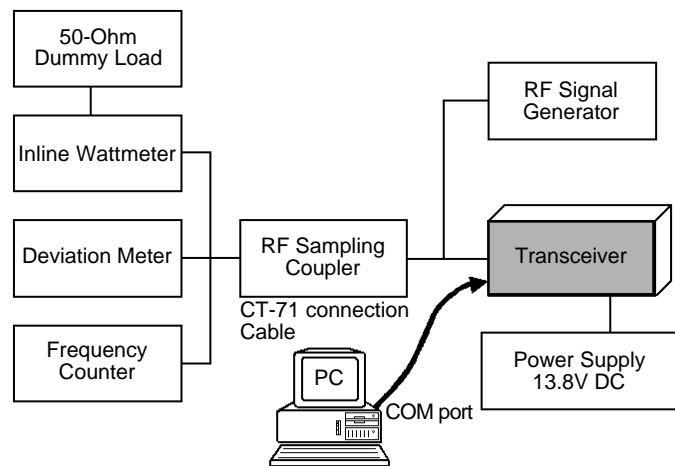 50-Ohm
Dummy Load
RF Signal
Generator
Inline Wattmeter
Deviation Meter
RF Sampling
Coupler
Transceiver
CT-71 connection
Cable
Frequency
Counter
PC
COM port
Power Supply
13.8V DC